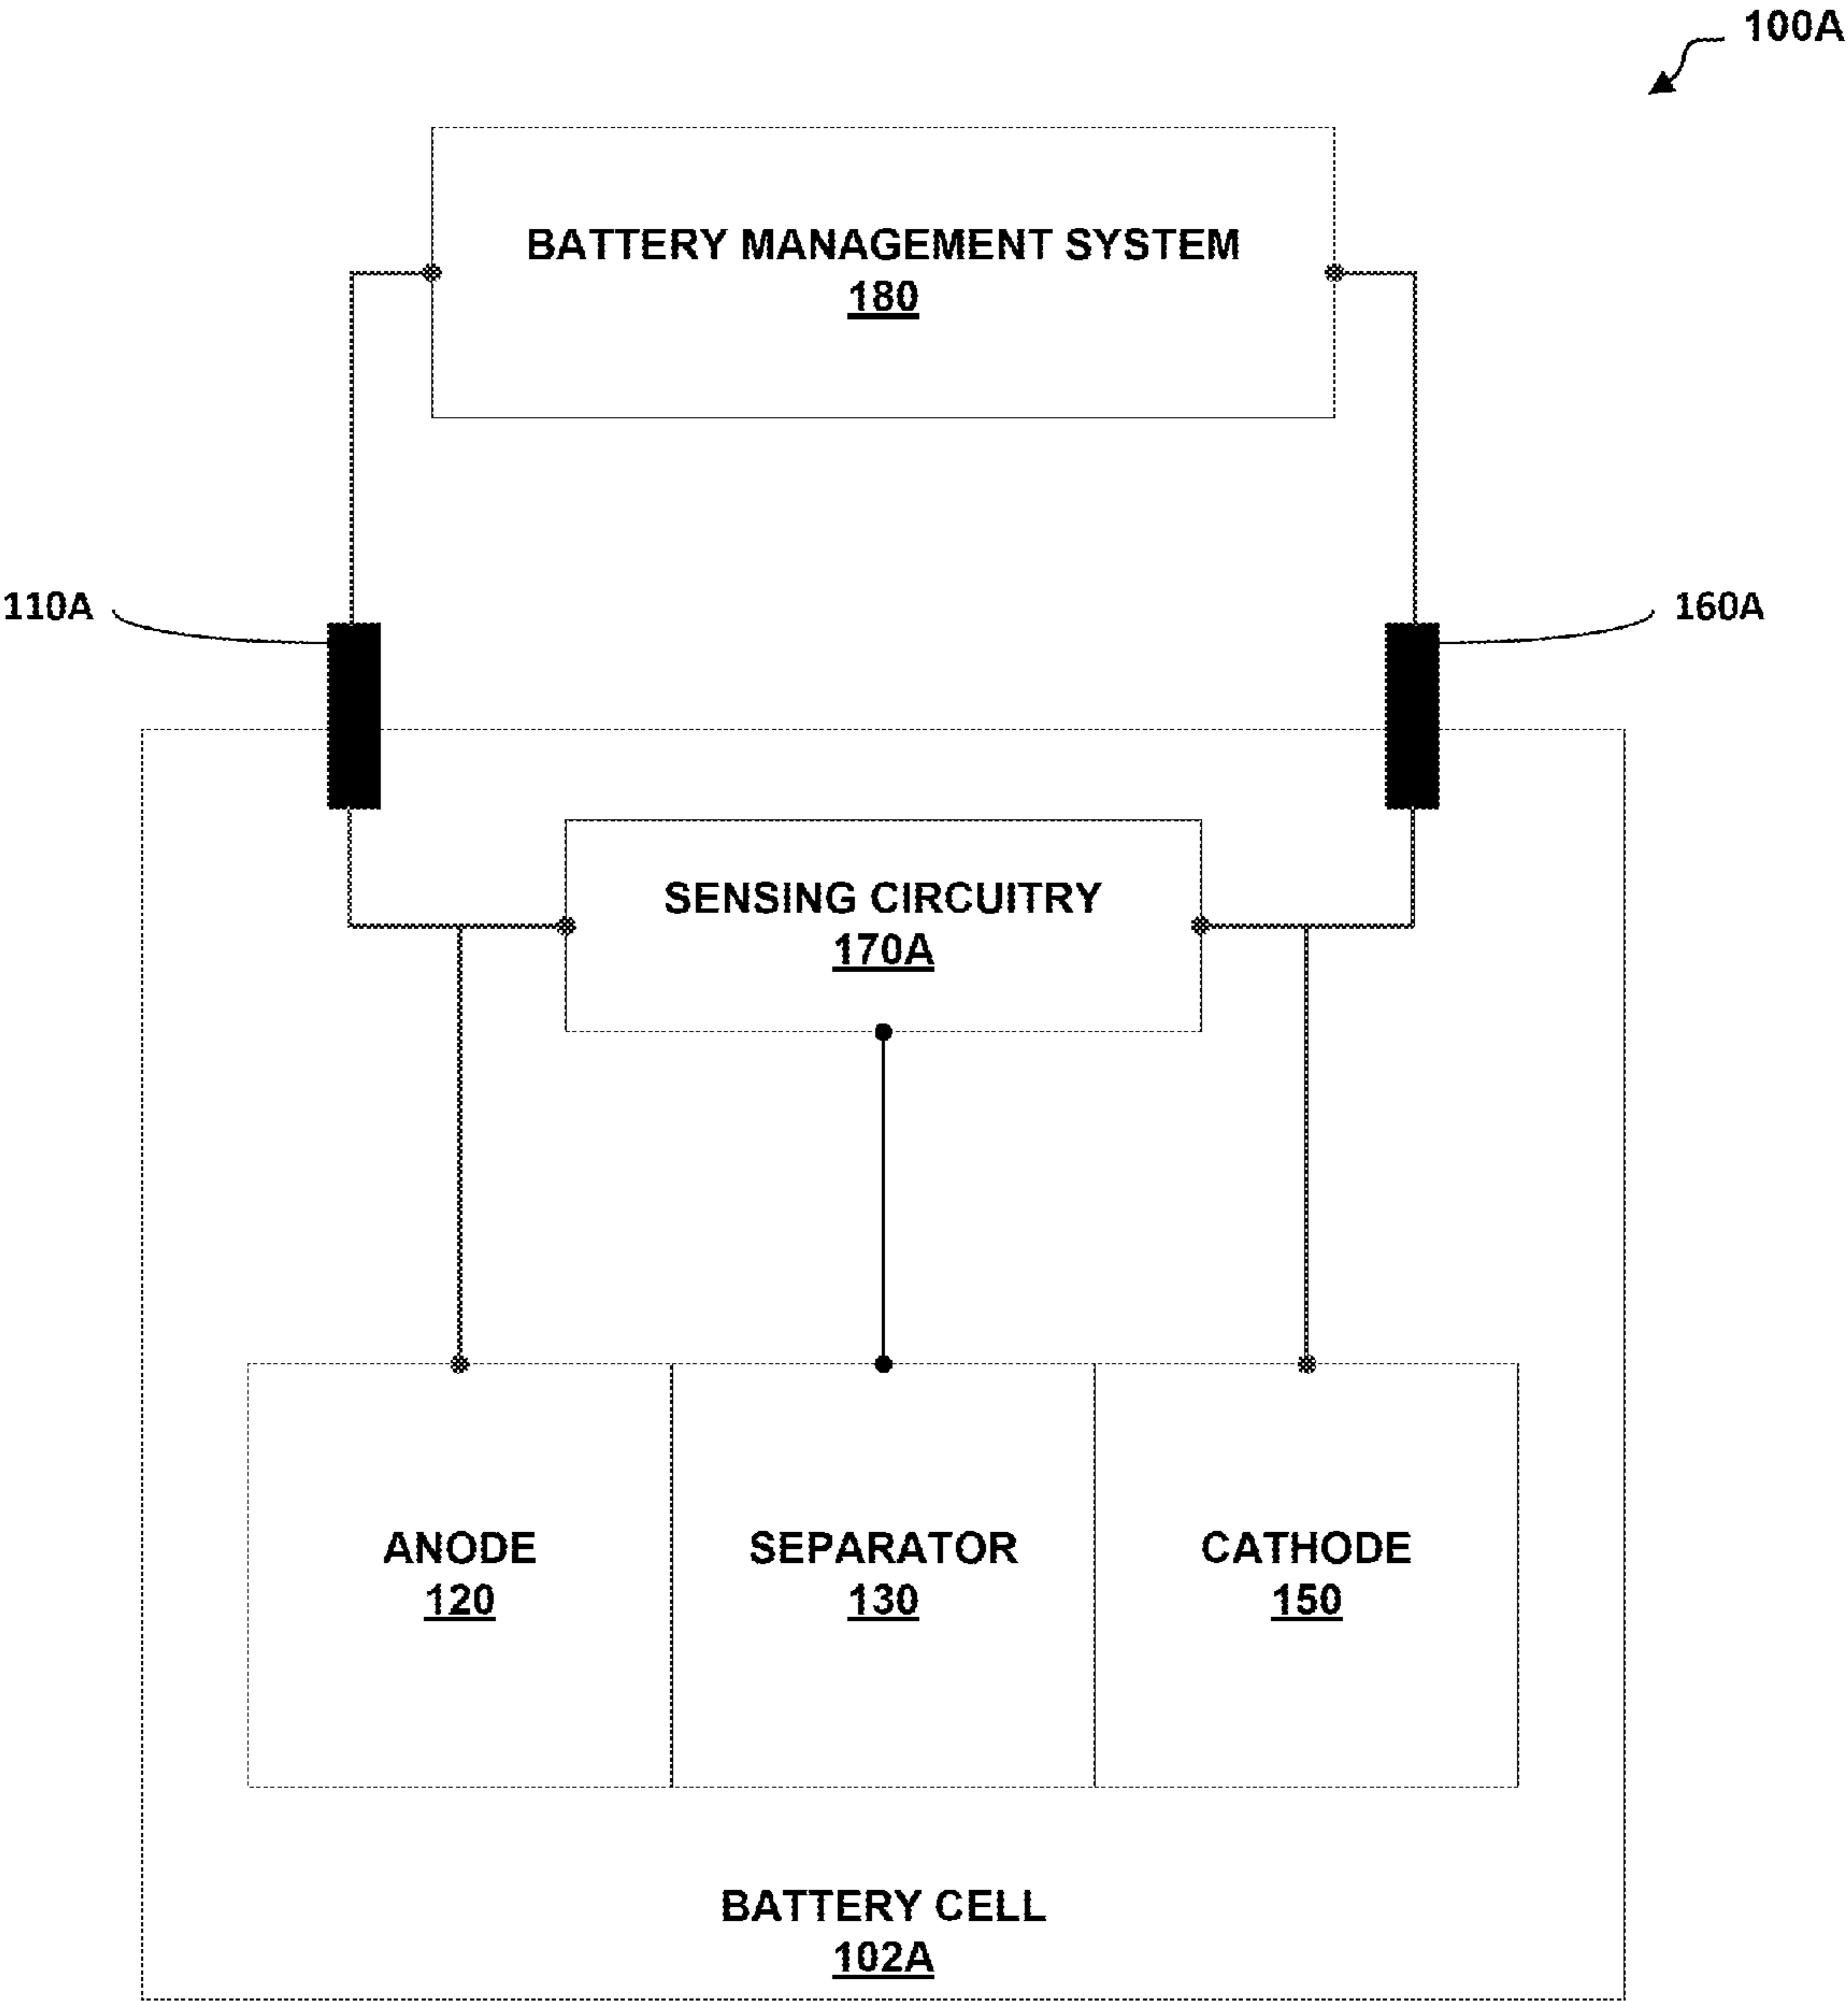 100A
BATTERY MANAGEMENT SYSTEM
180
110A
160A
SENSING CIRCUITRY
170A
ANODE
120
SEPARATOR
130
CATHODE
150
BATTERY CELL
102A